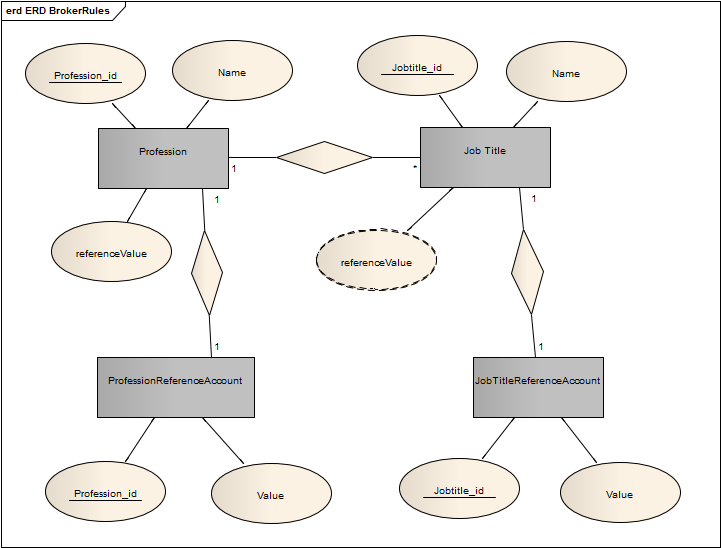 erd ERD BrokerRules
Profession_id
Name
Jobtitle_id
Name
Profession
Job Title
1
*
1
1
referenceValue
referenceValue
1
1
ProfessionReferenceAccount
JobTitleReferenceAccount
Profession_id
Value
Jobtitle_id
Value